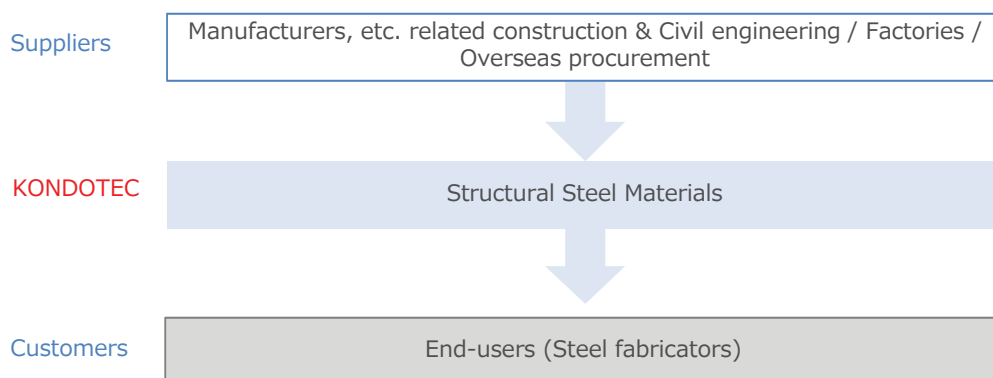 Suppliers
Manufacturers, etc. related construction & Civil engineering / Factories /
Overseas procurement
KONDOTEC
Structural Steel Materials
Customers
End-users (Steel fabricators)